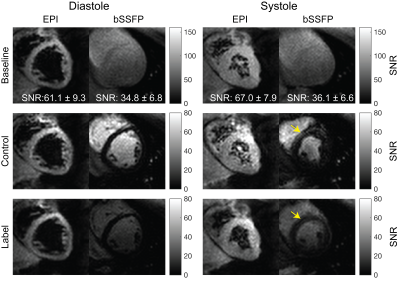 Diastole Systole
EPI bSSFP EPI bSSFP
Baseline SNR:61.1 ± 9.3 SNR: 34.8 ± 6.8 150 100 50 0 SNR: 67.0 ± 7.9 SNR: 36.1 ± 6.6 150 100 50 0 SNR
Control 80 60 40 20 0 80 60 40 20 0 SNR
Label 80 60 40 20 0 80 60 40 20 0 SNR